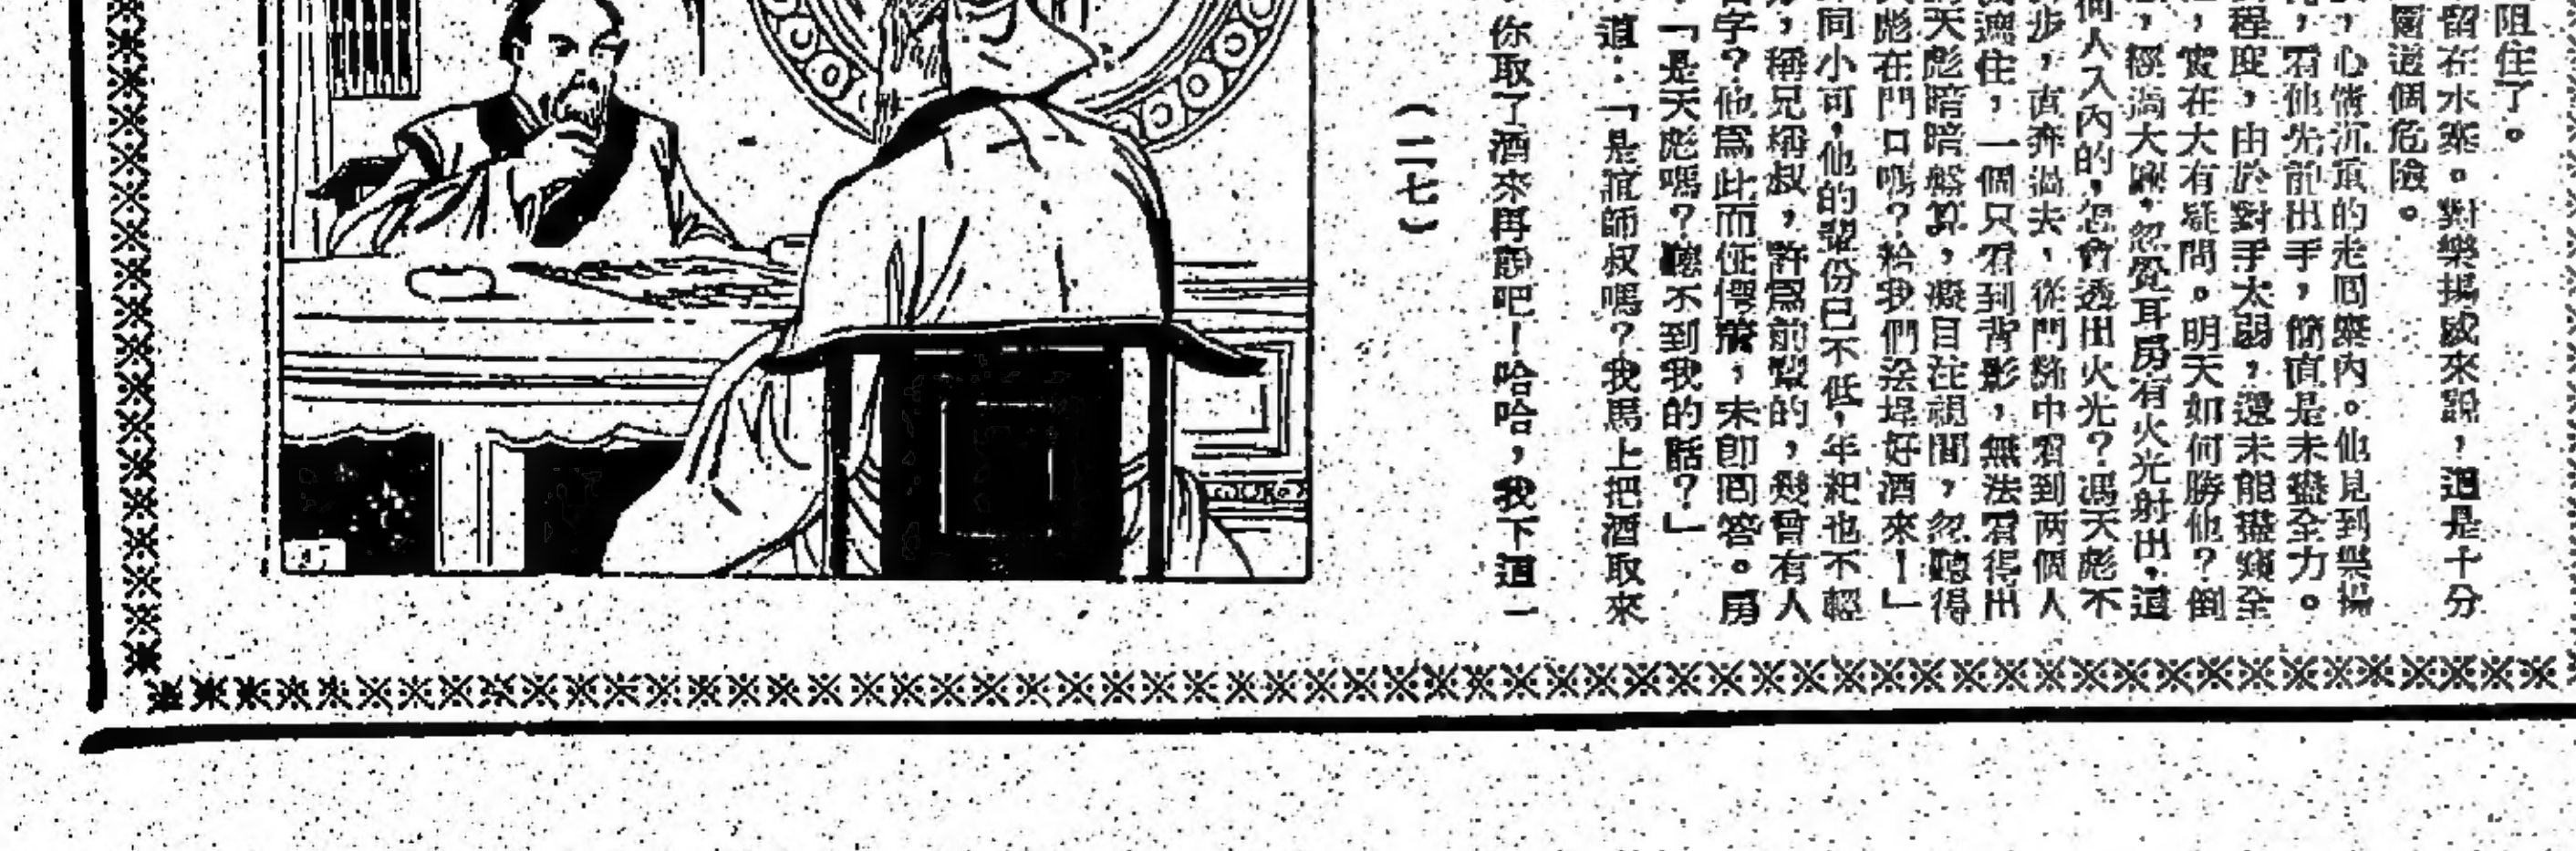 阻住了。
留在水寨。對樂揚威來說，這是十分
這個危險。
，心情沉重的走回寨內。他見到樂揚
，看他先前出手，簡直是未盡全力。
程度，由於對手太弱，還未能盡窺全
，實在大有疑問。明天如何勝他？倒
，經過大廳，忽覺耳房有火光射出，這
何人入內的，怎會透出火光？馮天彪不
步，直奔過去，從門縫中看到兩個人
遮住，一個只看到背影，無法看得出
天彪暗暗盤算，凝目注視間，忽聽得
彪在門口嗎？給我們送埕好酒來！」
同小可，他的輩份已不低，年紀也不輕
，稱兄稱叔，許爲前輩的，幾曾有人
字？他爲此而怔愕着，未即回答。房
「是天彪嗎？聽不到我的話？」
道：「是 師叔嗎？我馬上把酒取來
你取了酒來再 吧！哈哈，我下這一
（二七）